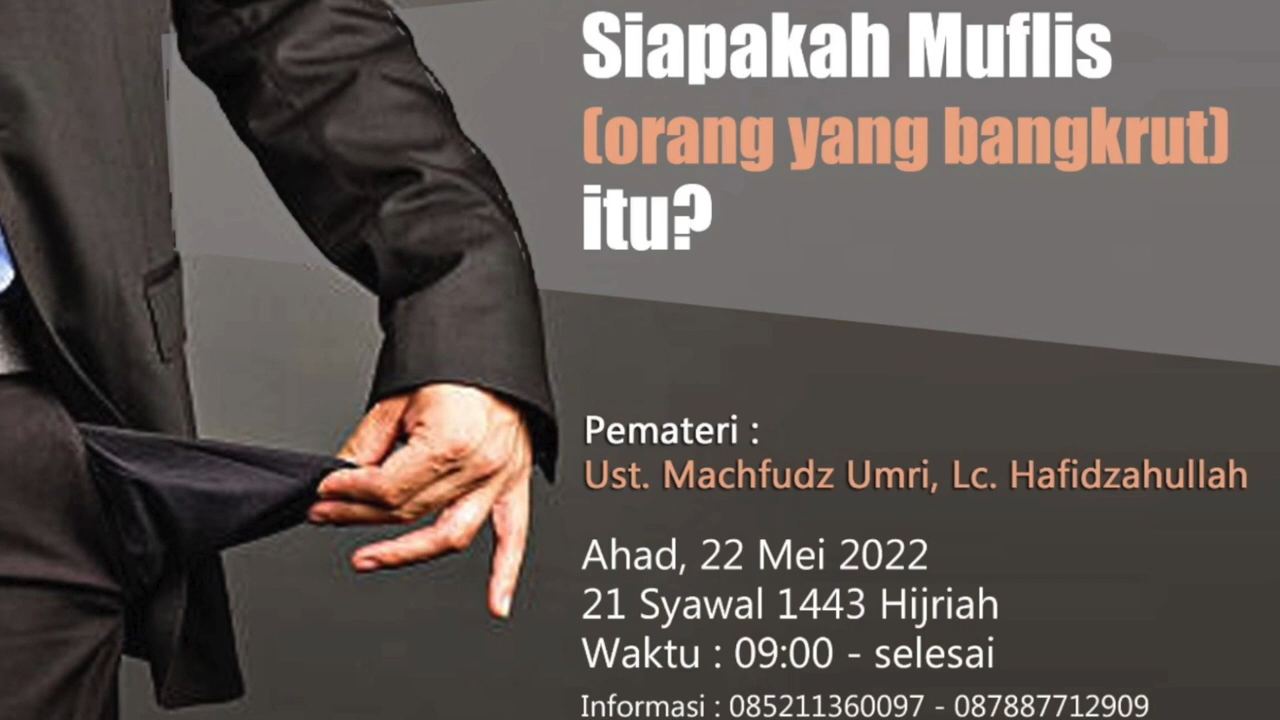 Siapakah Muflis
(orang yang bangkrut)
itu?
Pemateri :
Ust. Machfudz Umri, Lc. Hafidzahullah
Ahad, 22 Mei 2022
21 Syawal 1443 Hijriah
Waktu : 09:00 - selesai
Informasi : 085211360097 - 087887712909